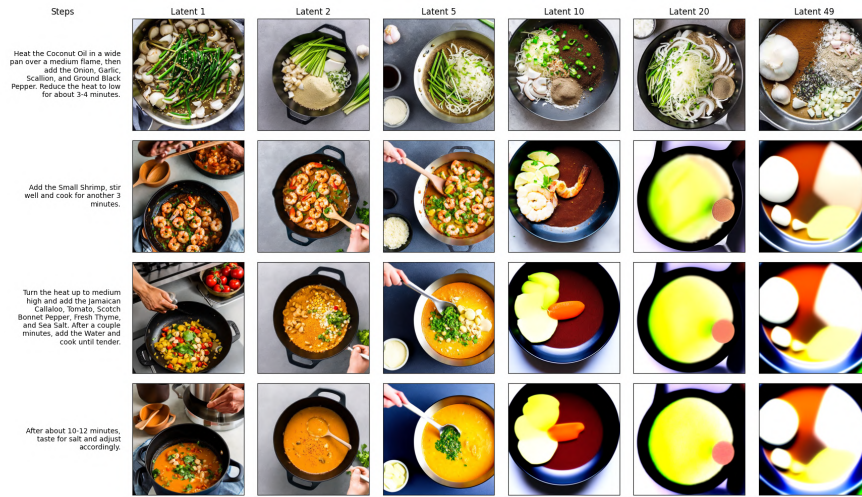 Steps Latent 1 Latent 2 Latent 5 Latent 10 Latent 20 Latent 49
Heat the Coconut Oil in a wide
pan over a medium flame, then
add the Onion, Garlic,
Scallion, and Ground Black
Pepper. Reduce the heat to low
for about 3-4 minutes.
Add the Small Shrimp, stir
well and cook for another 3
minutes.
Turn the heat up to medium
high and add the Jamaican
Callaloo, Tomato, Scotch
Bonnet Pepper, Fresh Thyme,
and Sea Salt. After a couple
minutes, add the Water and
cook until tender.
After about 10-12 minutes,
taste for salt and adjust
accordingly.